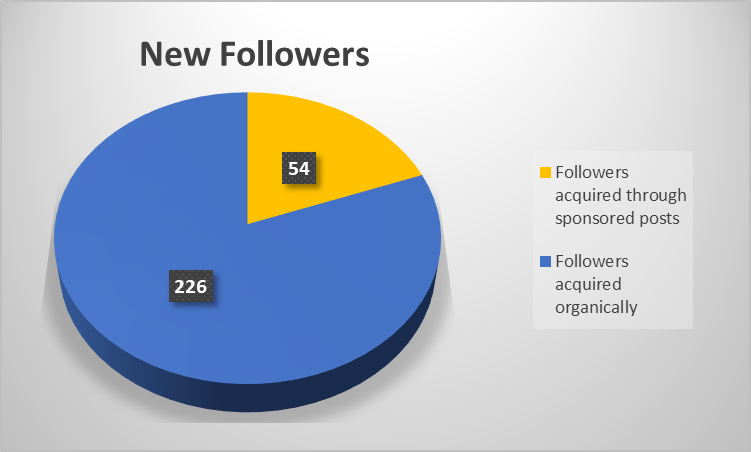 New Followers
54
226
Followers
acquired through
sponsored posts
Followers
acquired
organically